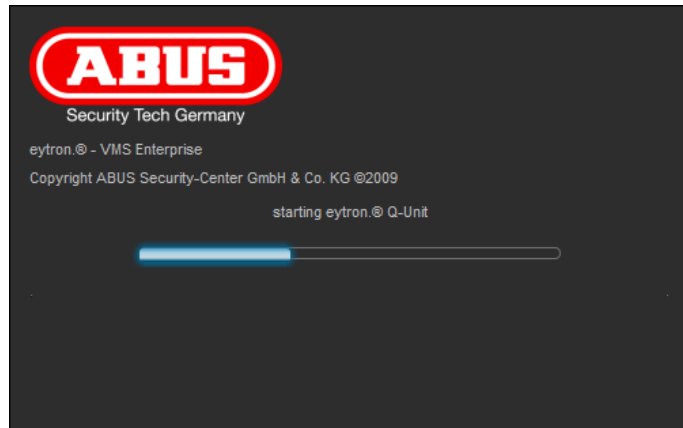 ABUS
Security Tech Germany
eytron.® - VMS Enterprise
Copyright ABUS Security-Center GmbH & Co. KG ©2009
starting eytron.® Q-Unit